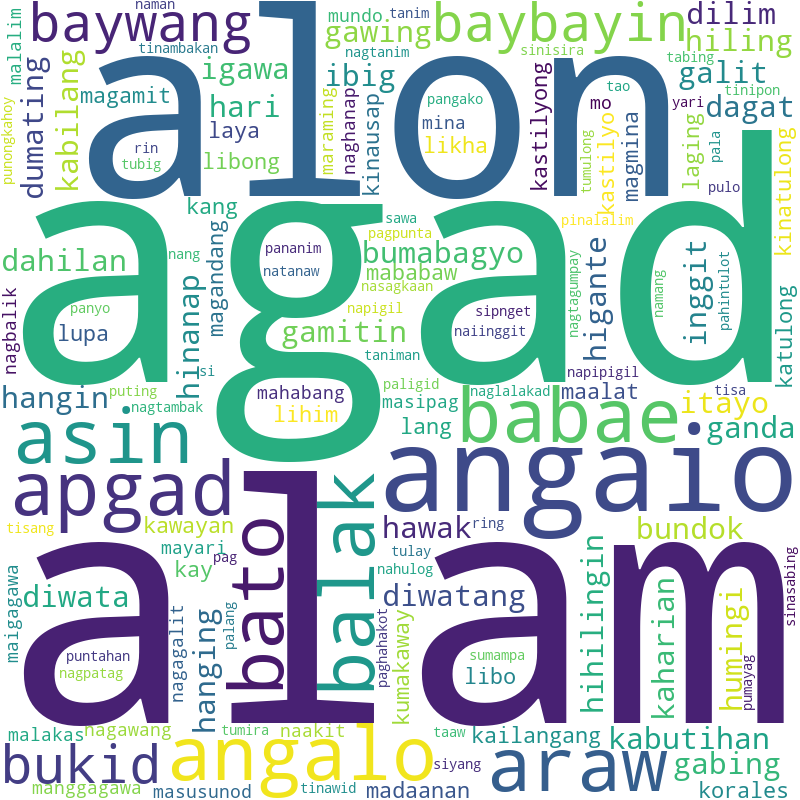 alon
agad
alam
angaio
apgad
asin
babae
baybayin
baywang
bato
balak
bukid
angalo
araw
naman
tinambakan
malalim
punongkahoy
dumating
kabilang
magamit
igawa
hari
laya
rin
tubig
libong
mundo
tanim
nagtanim
gawing
ibig
maraming
naghanap
kinausap
pangako
mina
likha
sinisira
kastilyong
mo
tao
tumulong
kastilyo
magmina
dilim
hiling
tabing
galit
tinipon
yari
dagat
laging
pala
pulo
kinatulong
kang
sawa
pagpunta
pinalalim
dahilan
nang
magandang
pananim
natanaw
bumabagyo
mababaw
nasagkaan
napigil
nagbalik
panyo
lupa
hinanap
si
gamitin
taniman
sipnget
naiinggit
nagtagumpay
higante
namang
inggit
pahintulot
katulong
hangin
puting
nagtambak
mahabang
lihim
paligid
masipag
lang
naglalakad
napipigil
maalat
tisa
itayo
ganda
tisang
kawayan
mayari
pag
kay
maigagawa
diwata
puntahan
nagpatag
nagagalit
hanging
palang
hawak
ring
tulay
nahulog
diwatang
paghahakot
kumakaway
sumampa
libo
hihilingin
bundok
kaharian
humingi
pumayag
sinasabing
malakas
nagawang
tumira
naakit
taaw
siyang
kailangang
kabutihan
gabing
manggagawa
masusunod
tinawid
madaanan
korales